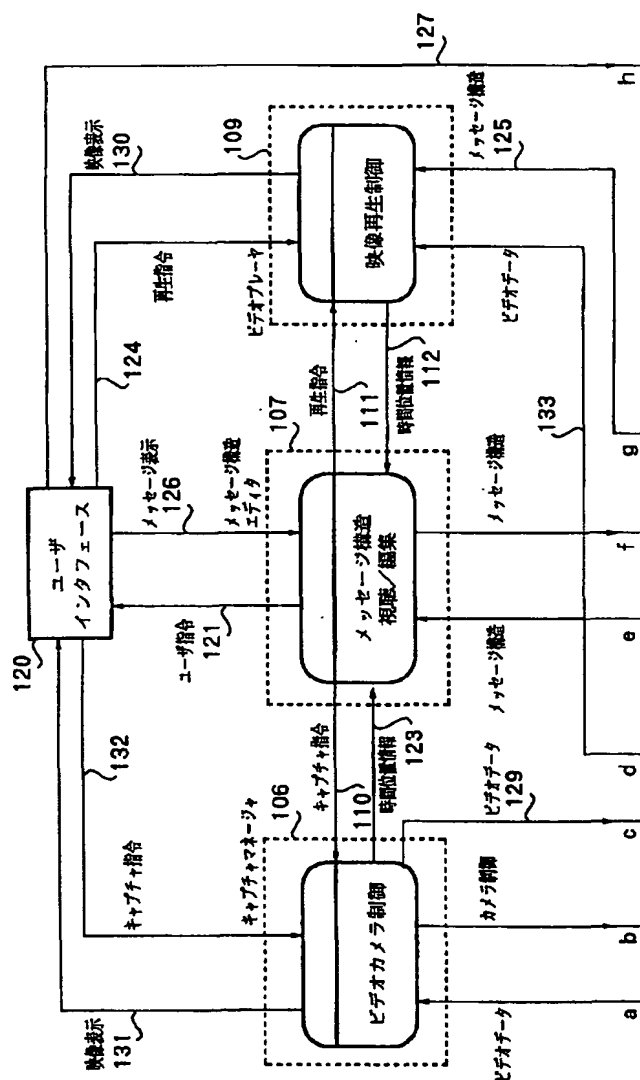 120
ユーザ
インタフェース
映像表示
131
キャプチャ指令
132
ユーザ指令
121
メッセージ表示
126
再生指令
124
映像表示
130
127
キャプチャマネージャ
106
メッセージ構造
エディタ
107
ビデオプレーヤ
109
ビデオカメラ制御
キャプチャ指令
110
時間位置情報
123
メッセージ構造
視聴/編集
再生指令
111
時間位置情報
112
映像再生制御
ビデオデータ
カメラ制御
ビデオデータ
129
メッセージ構造
メッセージ構造
133
ビデオデータ
メッセージ構造
125
a
b
c
d
e
f
g
h